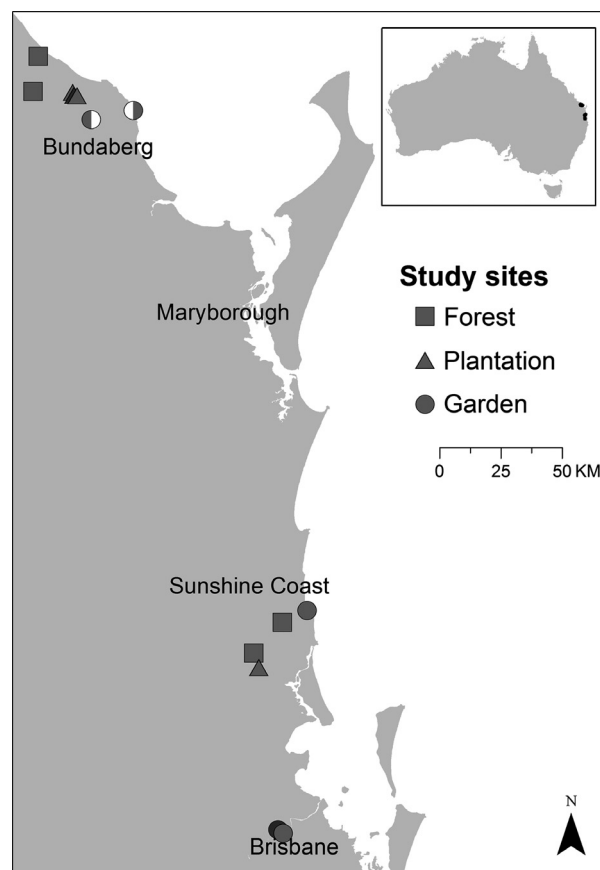 Bundaberg
Maryborough
Study sites
Forest
Plantation
Garden
0 25 50 KM
Sunshine Coast
N
Brisbane